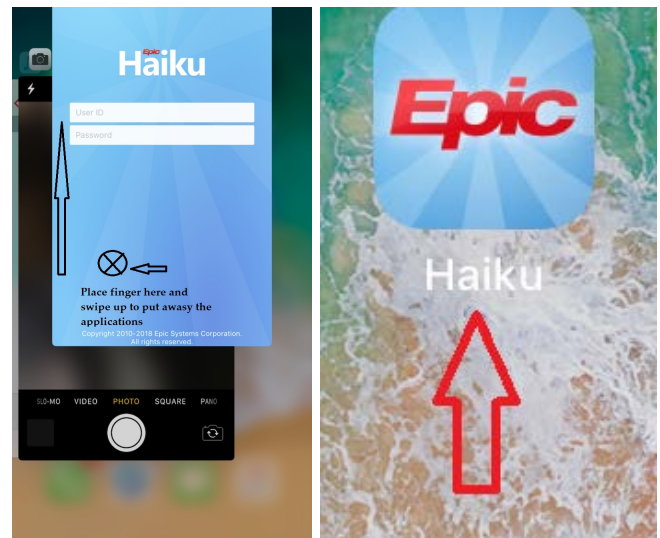 Epic
Haiku
User ID
Password
Place finger here and
swipe up to put awasy the
applications
Copyright 2010-2018 Epic Systems Corporation.
All rights reserved.
SLO-MO VIDEO PHOTO SQUARE PANO
Epic
Haiku